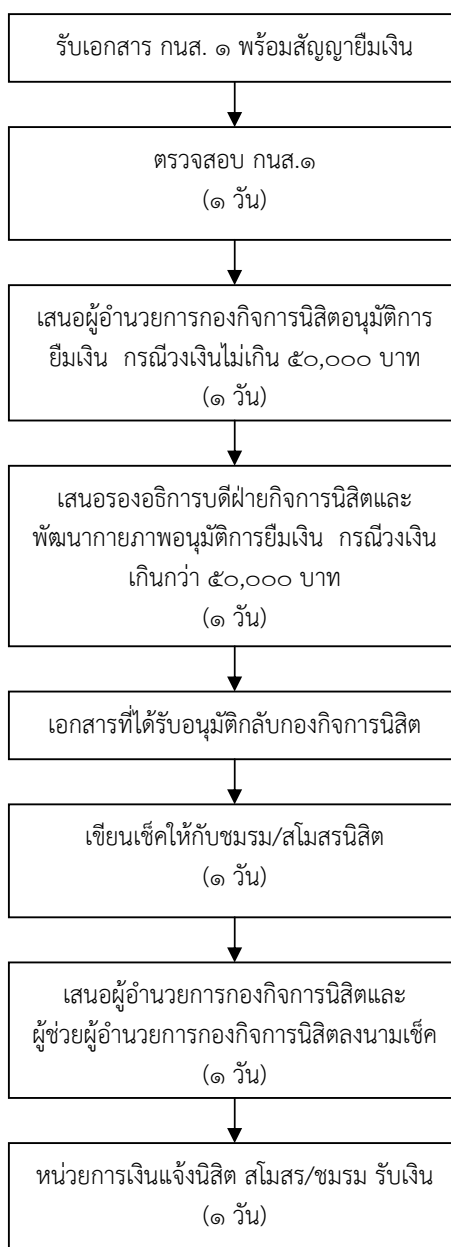 รับเอกสาร กนส. ๑ พร้อมสัญญายืมเงิน
ตรวจสอบ กนส.๑
(๑ วัน)
เสนอผู้อำนวยการกองกิจการนิสิตอนุมัติการ
ยืมเงิน กรณีวงเงินไม่เกิน ๕๐,๐๐๐ บาท
(๑ วัน)
เสนอรองอธิการบดีฝ่ายกิจการนิสิตและ
พัฒนากายภาพอนุมัติการยืมเงิน กรณีวงเงิน
เกินกว่า ๕๐,๐๐๐ บาท
(๑ วัน)
เอกสารที่ได้รับอนุมัติกลับกองกิจการนิสิต
เขียนเช็คให้กับชมรม/สโมสรนิสิต
(๑ วัน)
เสนอผู้อำนวยการกองกิจการนิสิตและ
ผู้ช่วยผู้อำนวยการกองกิจการนิสิตลงนามเช็ค
(๑ วัน)
หน่วยการเงินแจ้งนิสิต สโมสร/ชมรม รับเงิน
(๑ วัน)